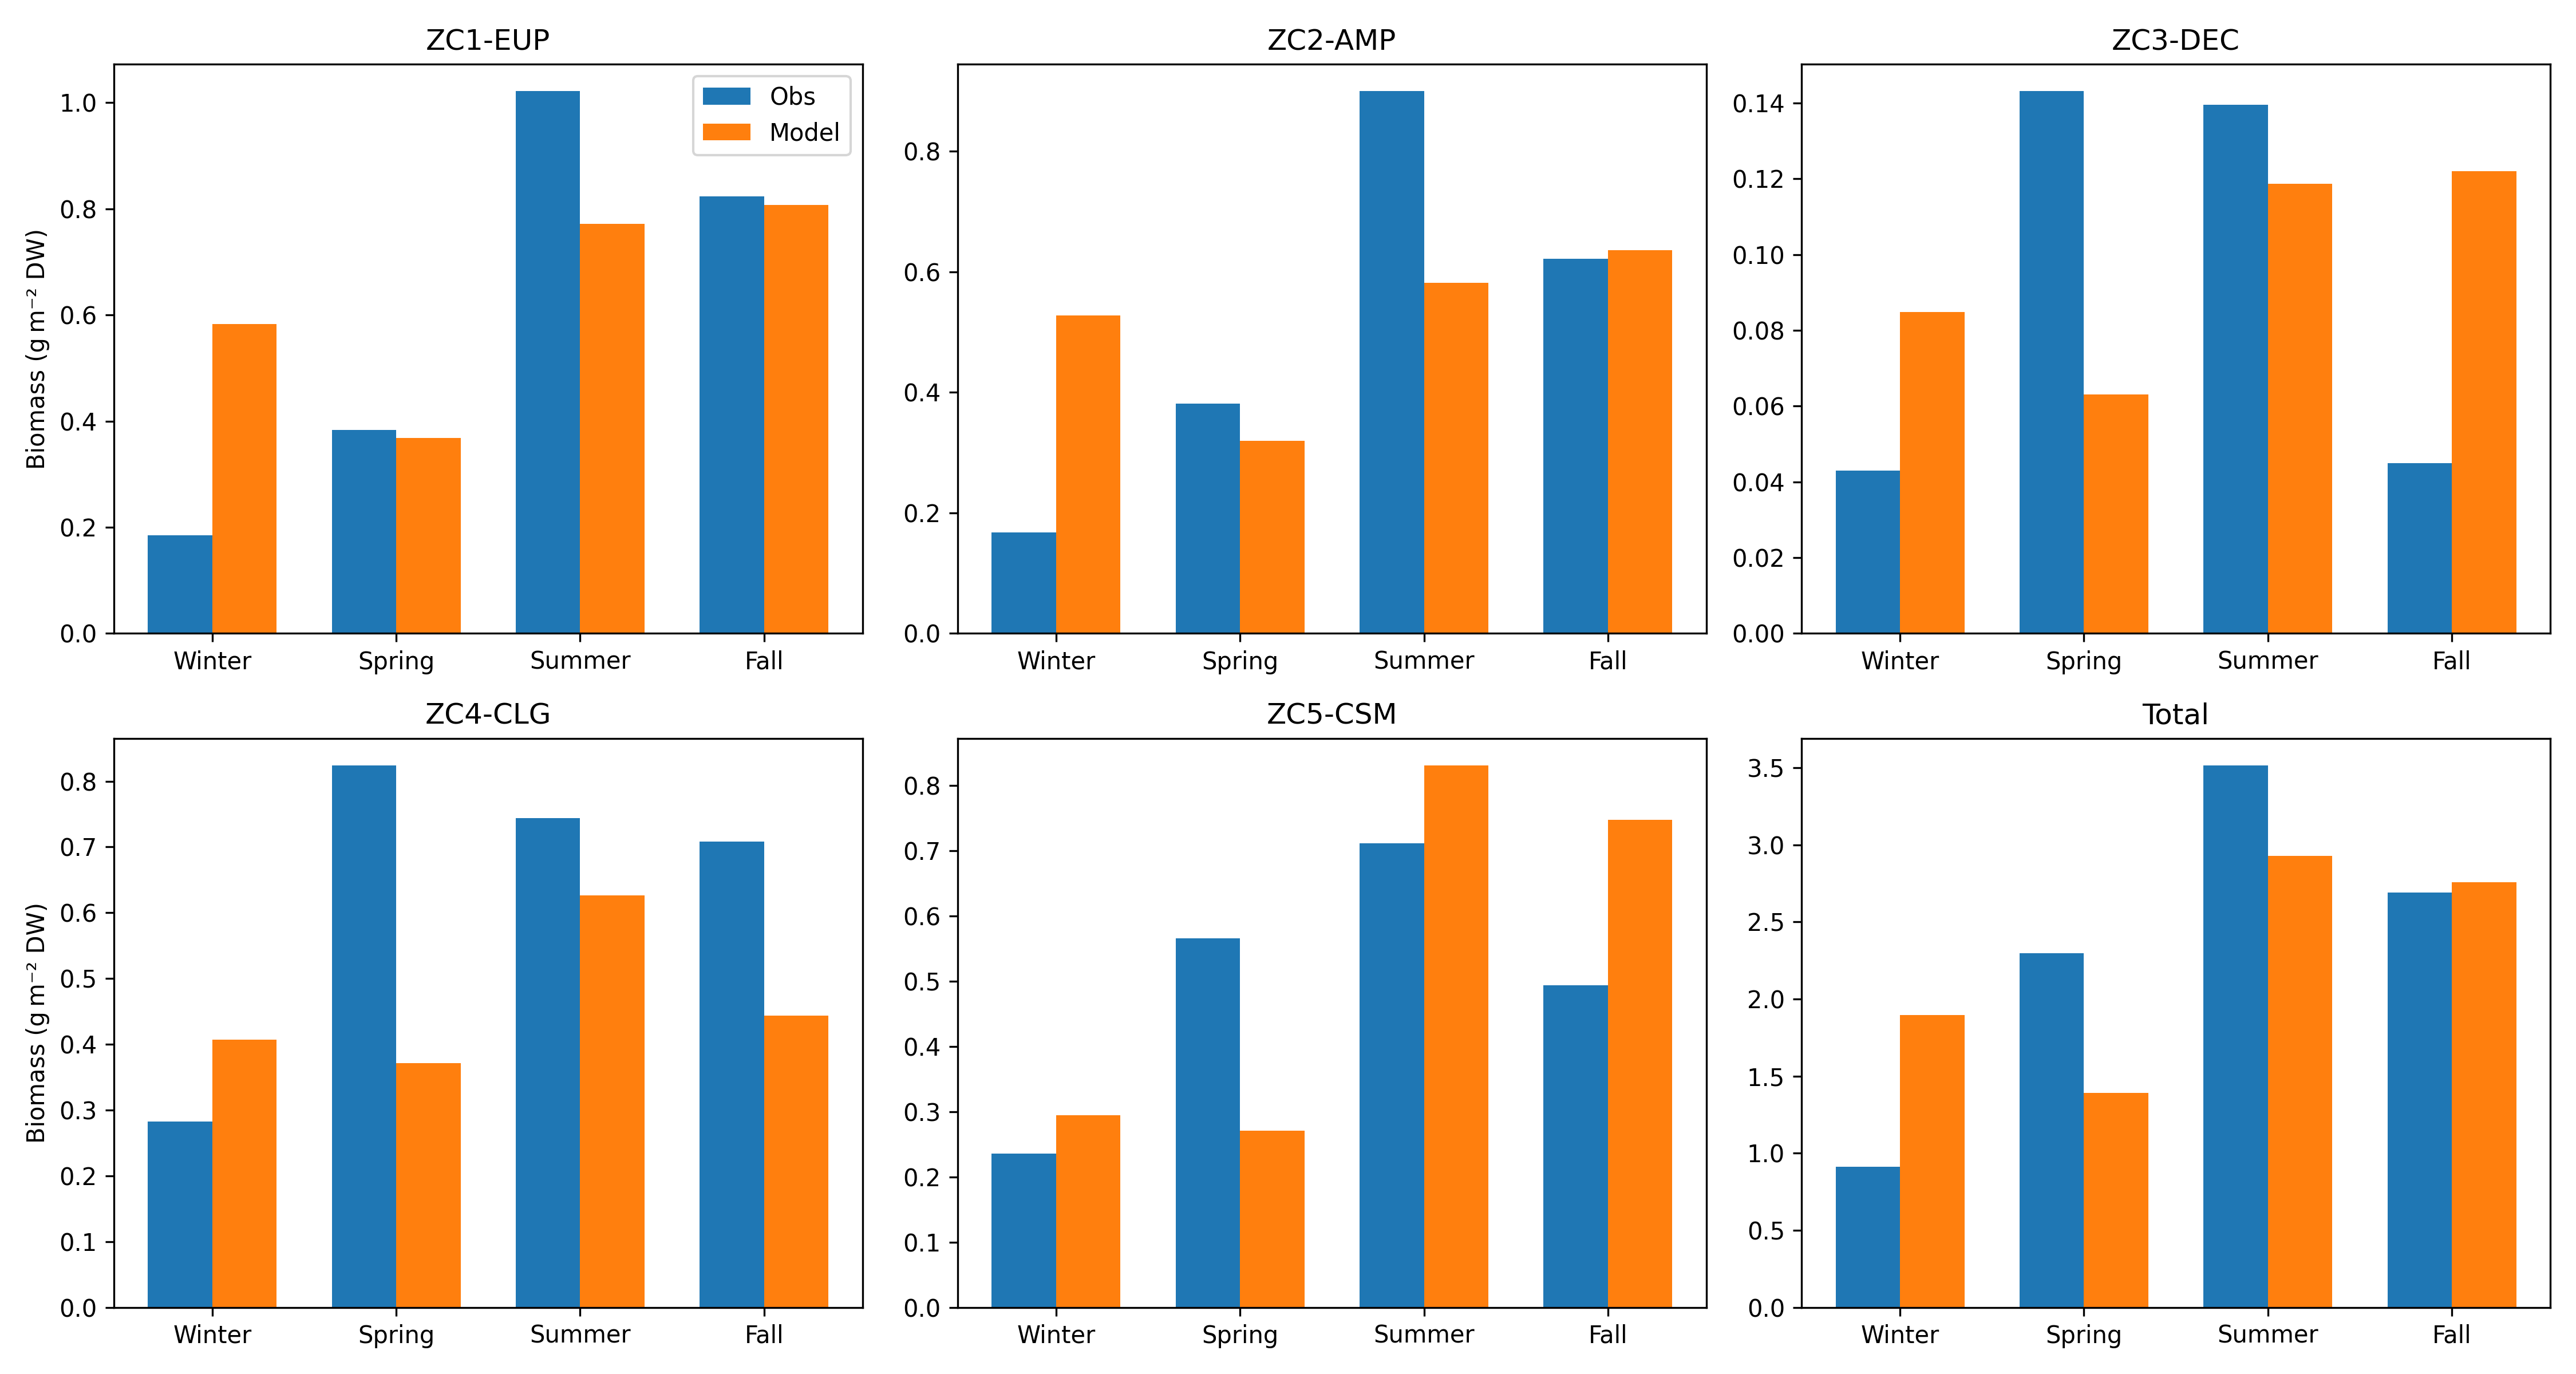 ZC1-EUP
Biomass (g m⁻² DW)
1.0
0.8
0.6
0.4
0.2
0.0
Obs
Model
Winter Spring Summer Fall
ZC2-AMP
0.8
0.6
0.4
0.2
0.0
Winter Spring Summer Fall
ZC3-DEC
0.14
0.12
0.10
0.08
0.06
0.04
0.02
0.00
Winter Spring Summer Fall
ZC4-CLG
Biomass (g m⁻² DW)
0.8
0.7
0.6
0.5
0.4
0.3
0.2
0.1
0.0
Winter Spring Summer Fall
ZC5-CSM
0.8
0.7
0.6
0.5
0.4
0.3
0.2
0.1
0.0
Winter Spring Summer Fall
Total
3.5
3.0
2.5
2.0
1.5
1.0
0.5
0.0
Winter Spring Summer Fall